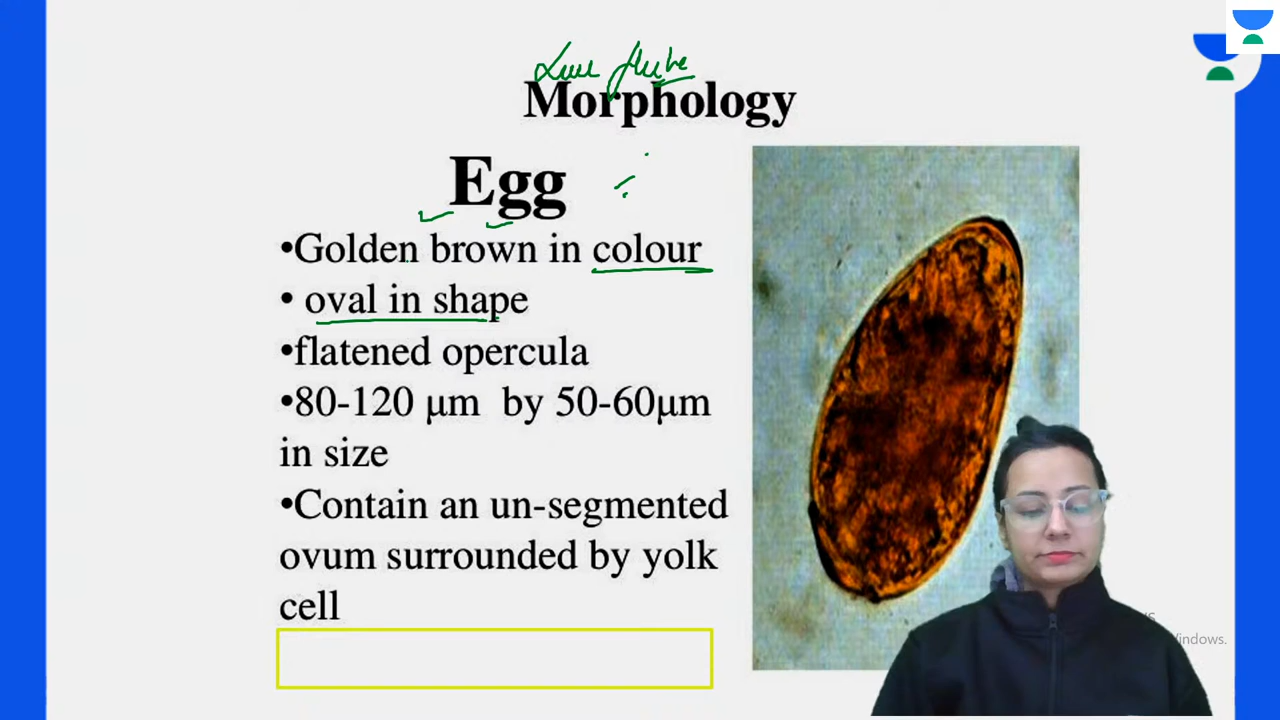 Morphology
Egg
•Golden brown in colour
• oval in shape
•flatened opercula
•80-120 μm by 50-60μm
in size
•Contain an un-segmented
ovum surrounded by yolk
cell
indows.